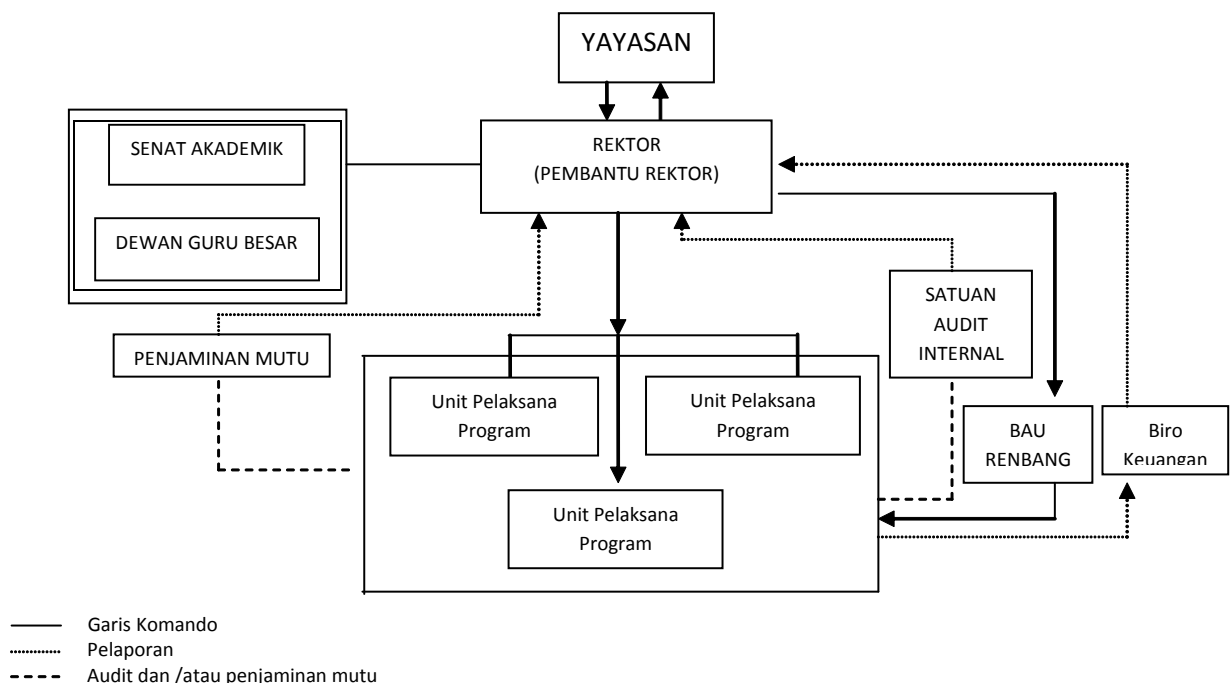 YAYASAN
REKTOR
(PEMBANTU REKTOR)
SENAT AKADEMIK
DEWAN GURU BESAR
PENJAMINAN MUTU
SATUAN
AUDIT
INTERNAL
Unit Pelaksana
Program
Unit Pelaksana
Program
BAU
RENBANG
Biro
Keuangan
Unit Pelaksana
Program
Garis Komando
Pelaporan
Audit dan /atau penjaminan mutu